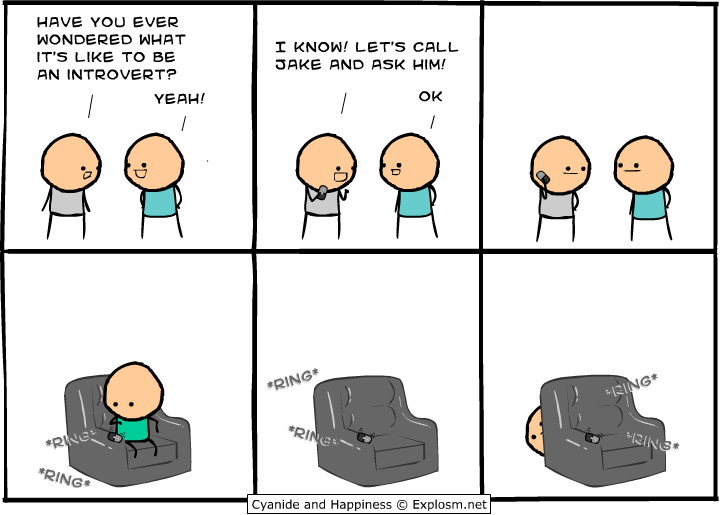 HAVE YOU EVER
WONDERED WHAT
IT'S LIKE TO BE
AN INTROVERT?
YEAH!
I KNOW! LET'S CALL
JAKE AND ASK HIM!
OK
*RING*
*RING*
*RING*
*RING*
*RING*
*RING*
Cyanide and Happiness © Explosm.net